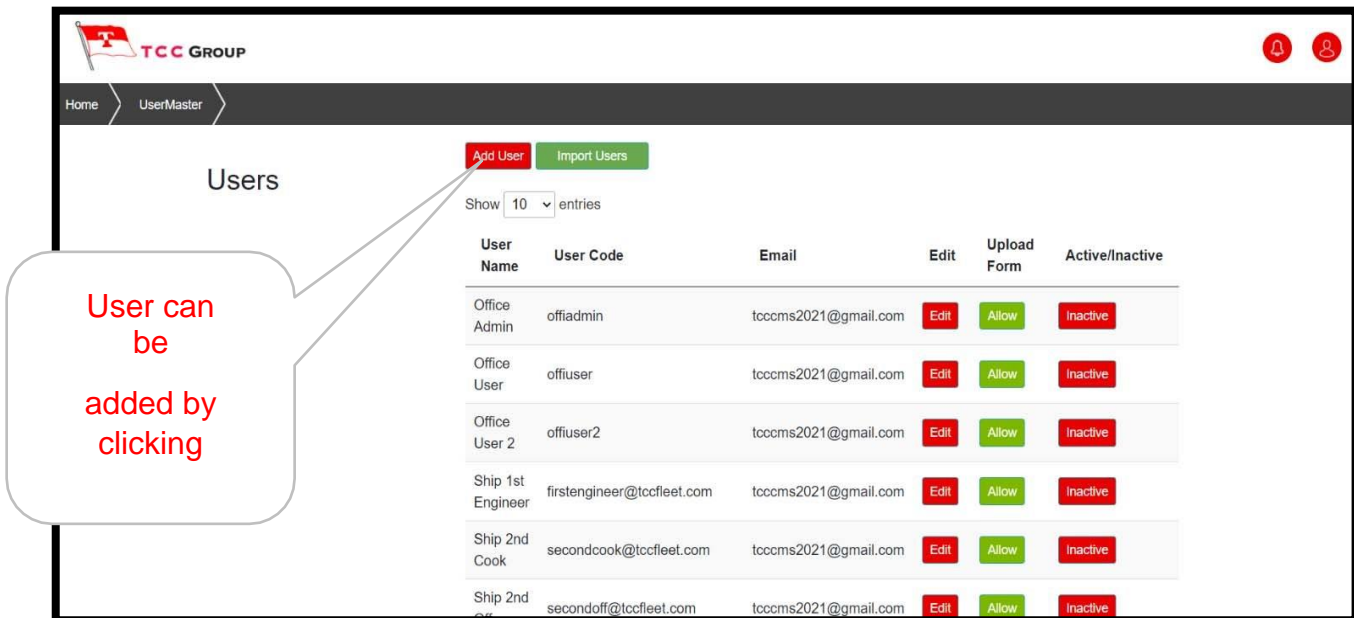 T
TCC GROUP
Home
UserMaster
Users
Add User
Import Users
Show 10 entries
User Name User Code Email Edit Upload Form Active/Inactive
Office Admin offiadmin tcccms2021@gmail.com Edit Allow Inactive
Office User offiuser tcccms2021@gmail.com Edit Allow Inactive
Office User 2 offiuser2 tcccms2021@gmail.com Edit Allow Inactive
Ship 1st Engineer firstengineer@tccfleet.com tcccms2021@gmail.com Edit Allow Inactive
Ship 2nd Cook secondcook@tccfleet.com tcccms2021@gmail.com Edit Allow Inactive
Ship 2nd secondoff@tccfleet.com tcccms2021@gmail.com Edit Allow Inactive
User can
be
added by
clicking